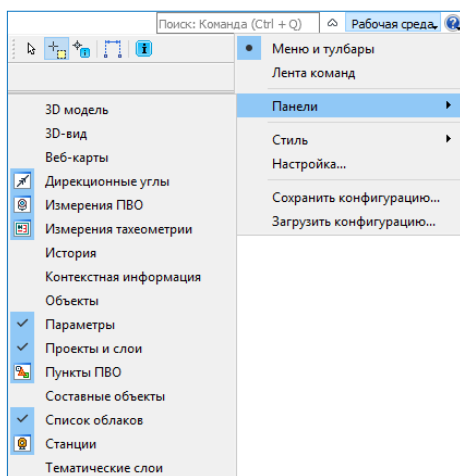 Поиск: Команда (Ctrl + Q)
Рабочая среда
Меню и тулбары
Лента команд
Панели
Стиль
Настройка...
Сохранить конфигурацию...
Загрузить конфигурацию...
3D модель
3D-вид
Веб-карты
Дирекционные углы
Измерения ПВО
Измерения тахеометрии
История
Контекстная информация
Объекты
Параметры
Проекты и слои
Пункты ПВО
Составные объекты
Список облаков
Станции
Тематические слои